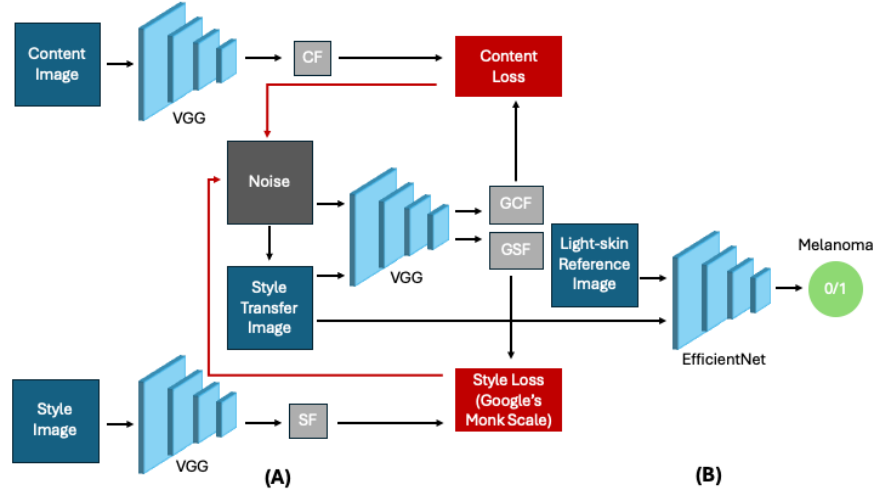 Content
Image
VGG
CF
Content
Loss
Noise
VGG
GCF
GSF
Light-skin
Reference
Image
Melanoma
0/1
Style
Transfer
Image
EfficientNet
Style
Image
VGG
SF
Style Loss
(Google's
Monk Scale)
(A)
(B)